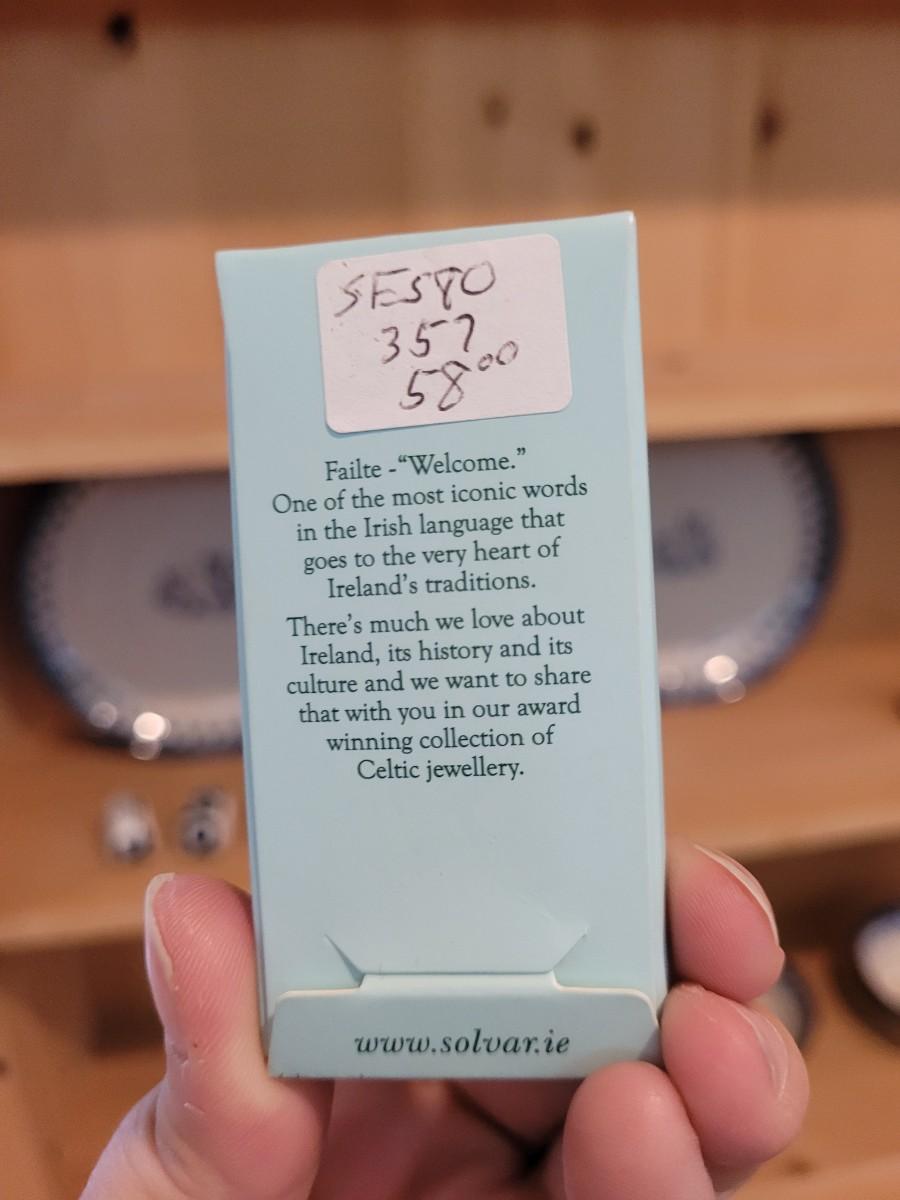 SES80
357
58⁰⁰
Failte -“Welcome.”
One of the most iconic words
in the Irish language that
goes to the very heart of
Ireland’s traditions.
There’s much we love about
Ireland, its history and its
culture and we want to share
that with you in our award
winning collection of
Celtic jewellery.
www.solvar.ie